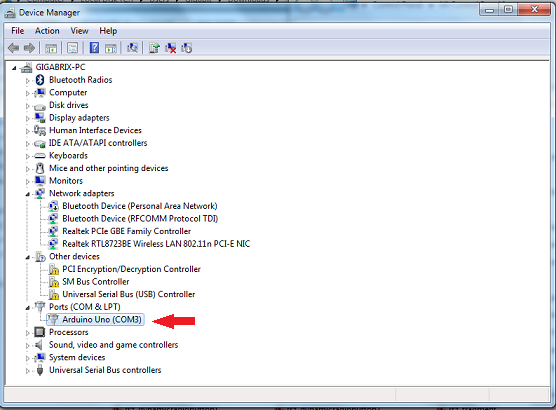 Device Manager
File Action View Help
GIGABRIX-PC
Bluetooth Radios
Computer
Disk drives
Display adapters
Human Interface Devices
IDE ATA/ATAPI controllers
Keyboards
Mice and other pointing devices
Monitors
Network adapters
Bluetooth Device (Personal Area Network)
Bluetooth Device (RFCOMM Protocol TDI)
Realtek PCIe GBE Family Controller
Realtek RTL8723BE Wireless LAN 802.11n PCI-E NIC
Other devices
PCI Encryption/Decryption Controller
SM Bus Controller
Universal Serial Bus (USB) Controller
Ports (COM & LPT)
Arduino Uno (COM3)
Processors
Sound, video and game controllers
System devices
Universal Serial Bus controllers